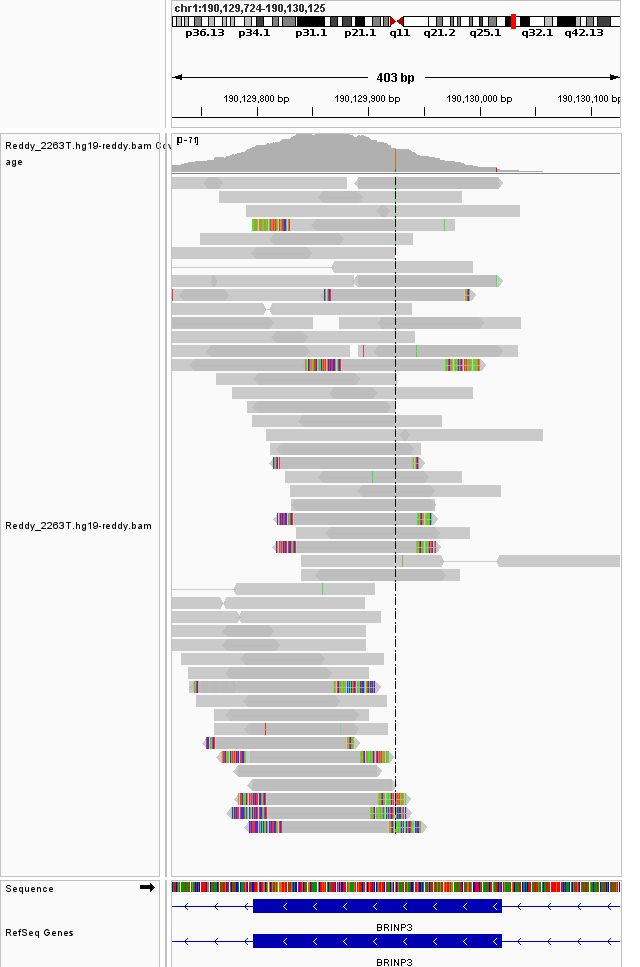 chr1:190,129,724-190,130,125
p36.13 p34.1 p31.1 p21.1 q11 q21.2 q25.1 q32.1 q42.13
403 bp
190,129,800 bp 190,129,900 bp 190,130,000 bp 190,130,100 bp
Reddy_2263T.hg19-reddy.bam Cov
age
[0-71]
Reddy_2263T.hg19-reddy.bam
Sequence
RefSeq Genes
BRINP3
BRINP3